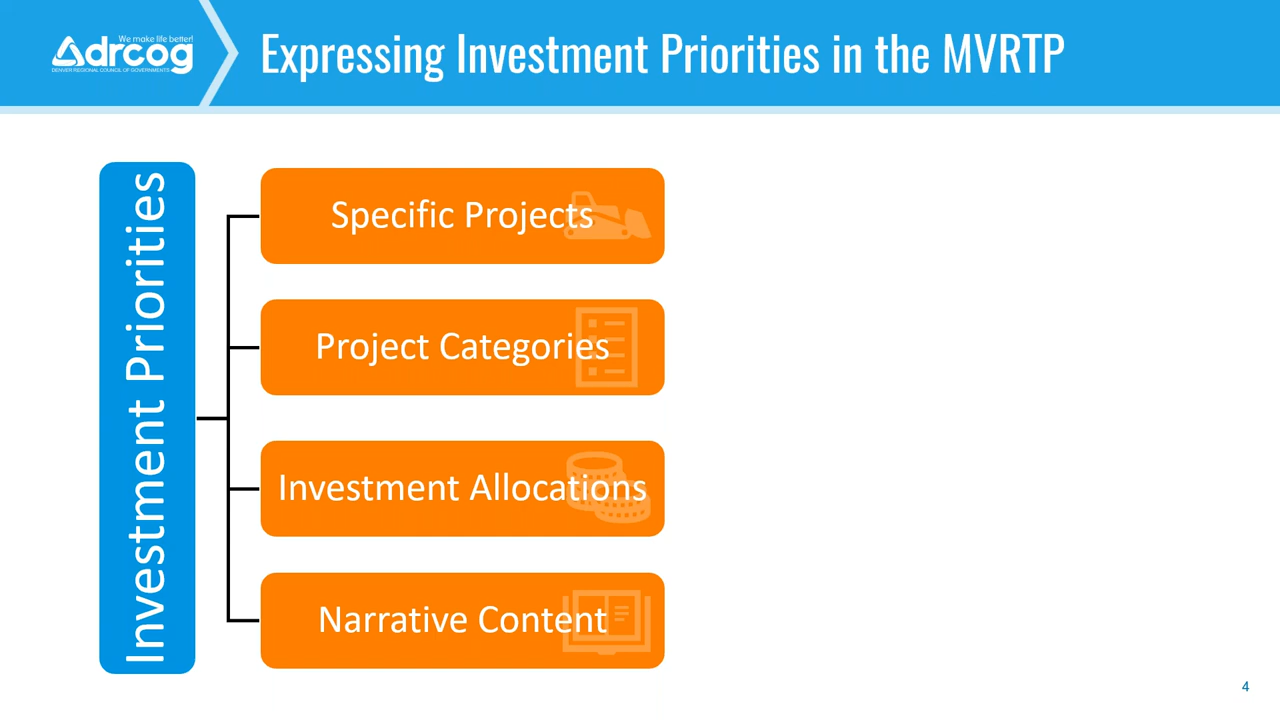 We make life better!
drcog
DENVER REGIONAL COUNCIL OF GOVERNMENTS
Expressing Investment Priorities in the MVRTP
Investment Priorities
Specific Projects
Project Categories
Investment Allocations
Narrative Content
4